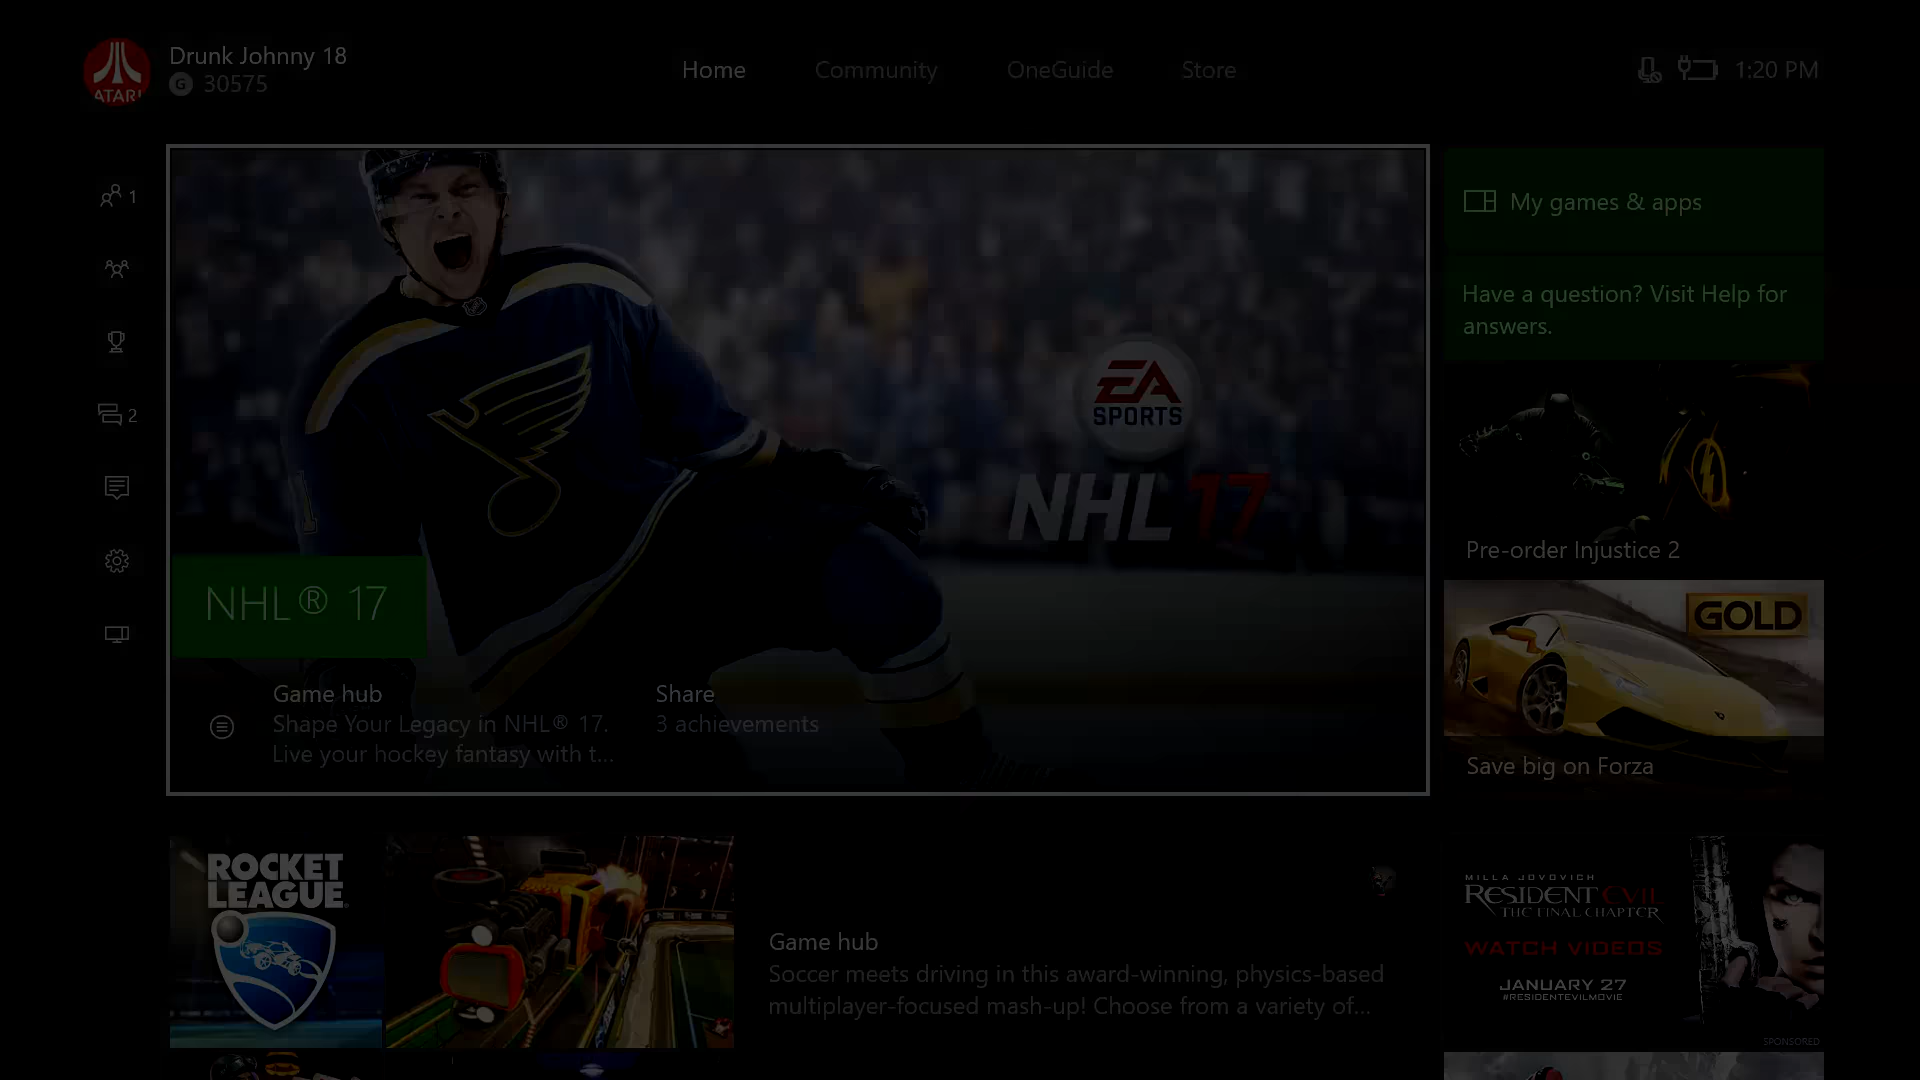 Drunk Johnny 18
G 30575
ATARI
Home
Community
OneGuide
Store
1:20 PM
1
2
EA
SPORTS
NHL 17
NHL® 17
Game hub
Shape Your Legacy in NHL® 17.
Live your hockey fantasy with t...
Share
3 achievements
My games & apps
Have a question? Visit Help for
answers.
Pre-order Injustice 2
GOLD
Save big on Forza
ROCKET
LEAGUE
Game hub
Soccer meets driving in this award-winning, physics-based
multiplayer-focused mash-up! Choose from a variety of...
MILLA JOVOVICH
RESIDENT EVIL
THE FINAL CHAPTER
WATCH VIDEOS
JANUARY 27
#RESIDENTEVILMOVIE
SPONSORED